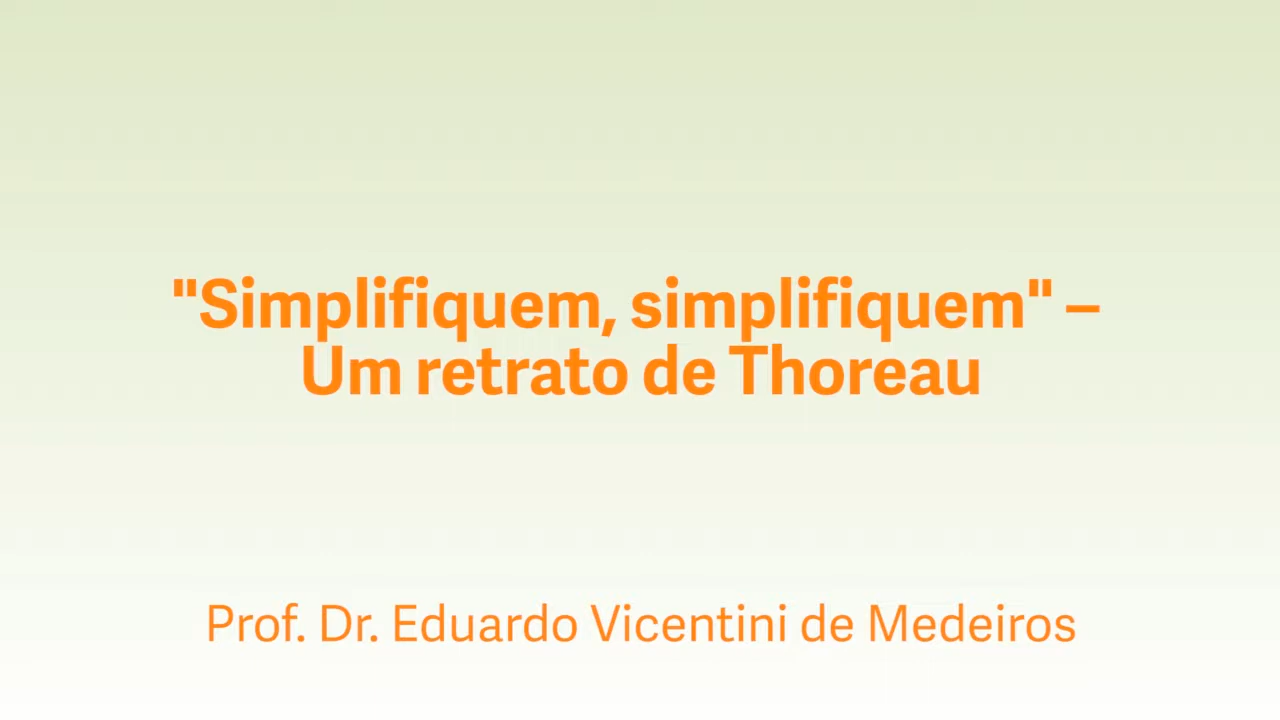 "Simplifiquem, simplifiquem" –
Um retrato de Thoreau
Prof. Dr. Eduardo Vicentini de Medeiros